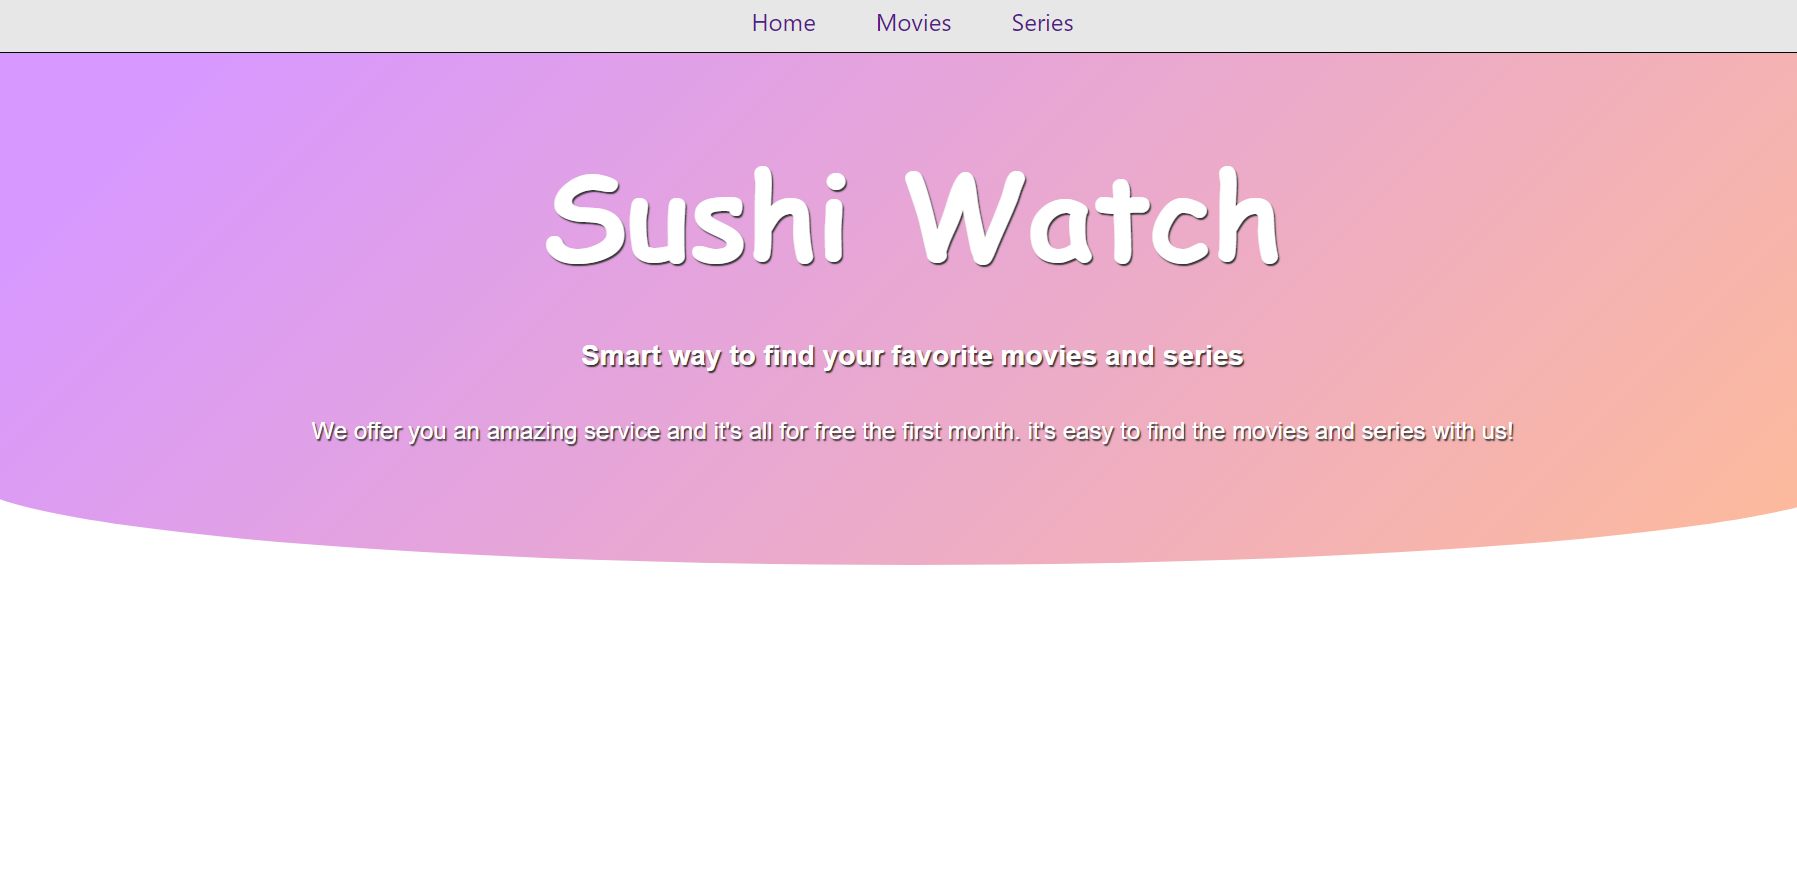 Home Movies Series
Sushi Watch
Smart way to find your favorite movies and series
We offer you an amazing service and it's all for free the first month. it's easy to find the movies and series with us!